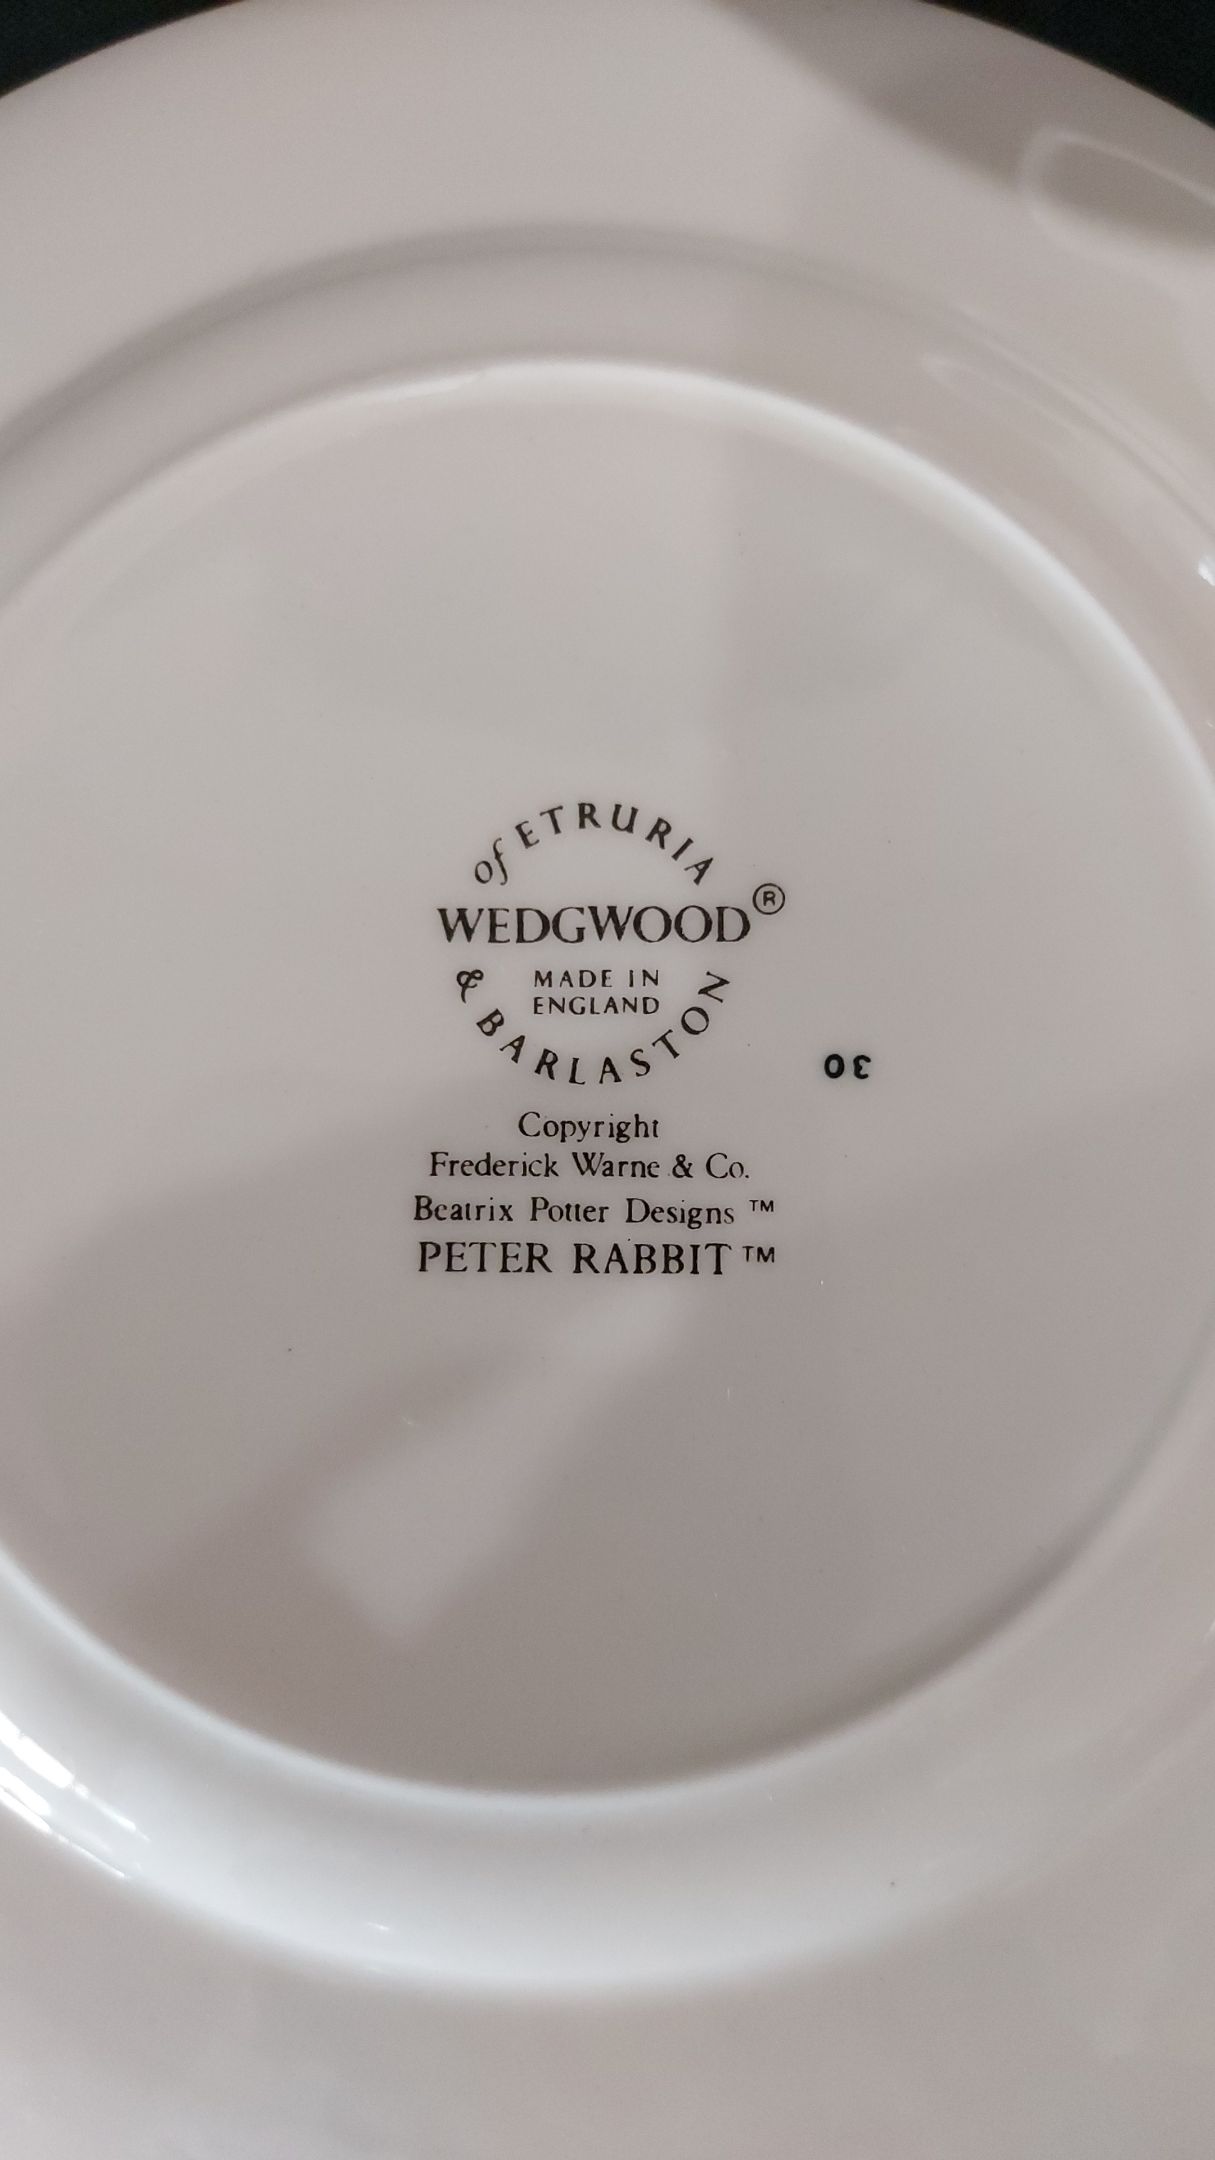 of ETRURIA
WEDGWOOD®
MADE IN
ENGLAND
& BARLASTON
30
Copyright
Frederick Warne & Co.
Beatrix Potter Designs ™
PETER RABBIT ™